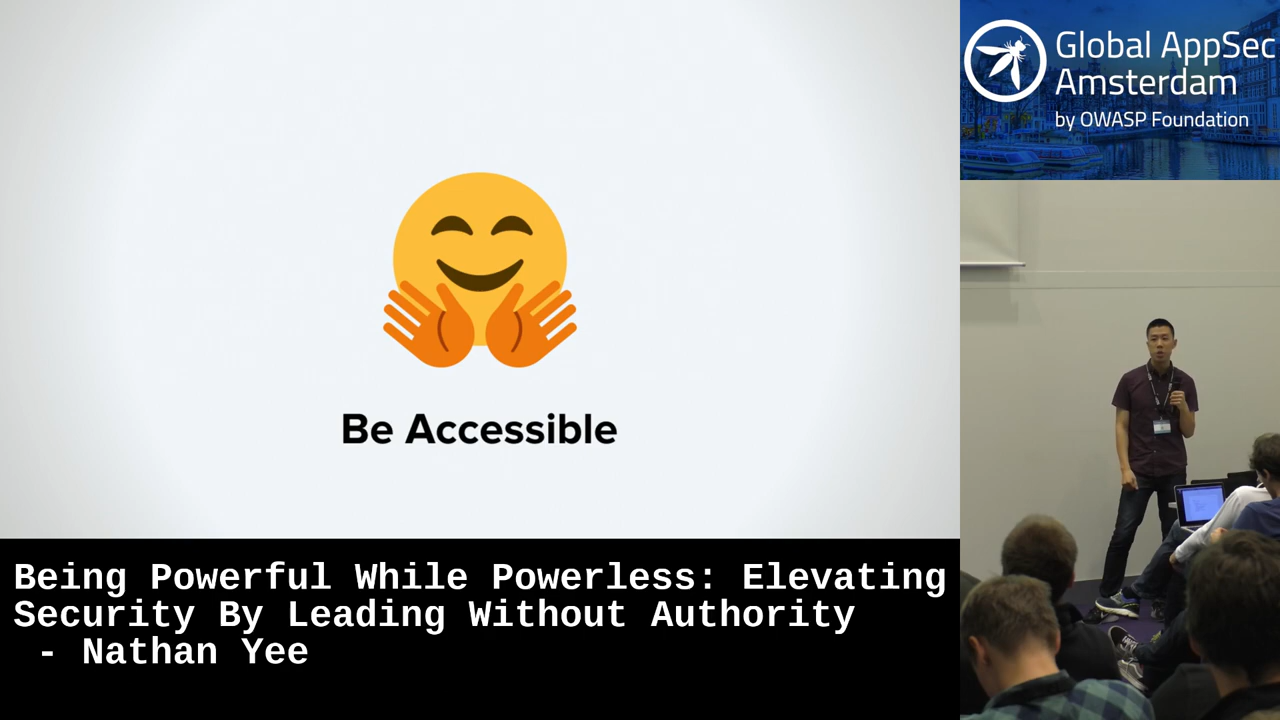 Be Accessible
Global AppSec
Amsterdam
by OWASP Foundation
Being Powerful While Powerless: Elevating
Security By Leading Without Authority
- Nathan Yee